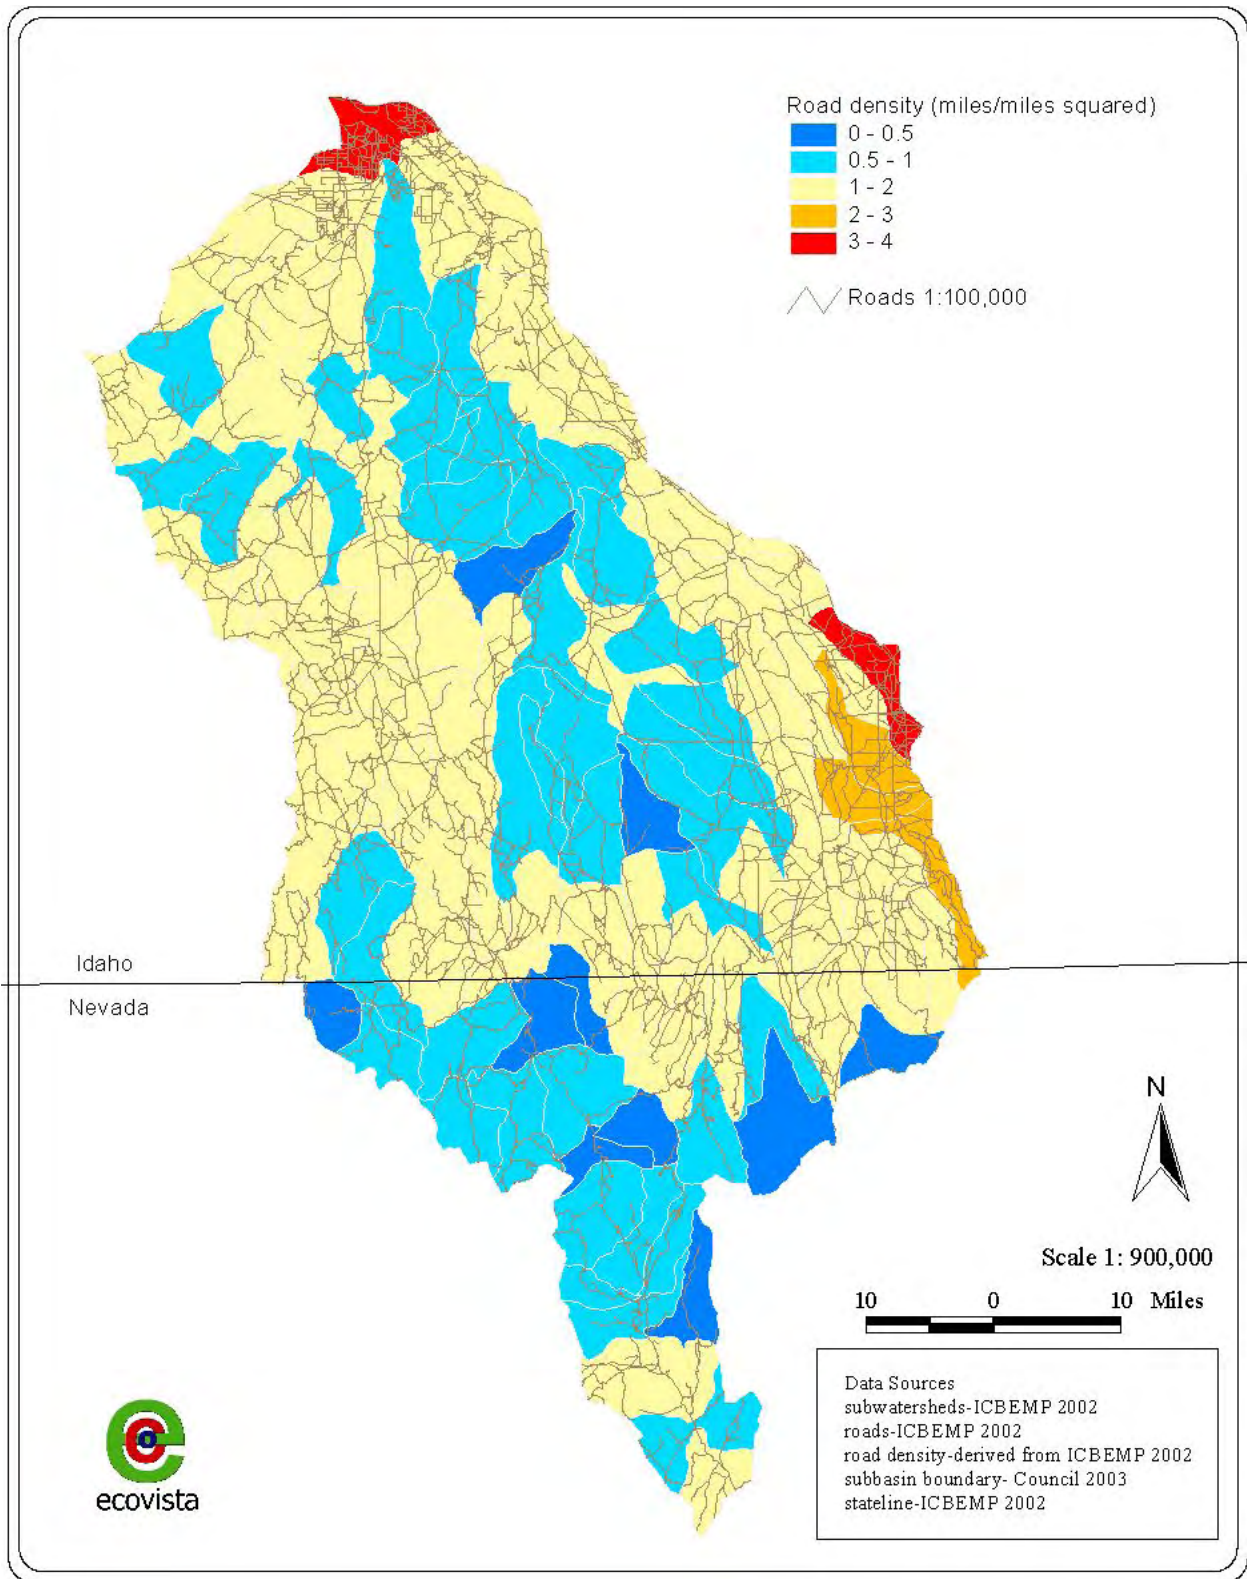 Road density (miles/miles squared)
0 - 0.5
0.5 - 1
1 - 2
2 - 3
3 - 4
Roads 1:100,000
Idaho
Nevada
N
Scale 1: 900,000
10 0 10 Miles
Data Sources
subwatersheds-ICBEMP 2002
roads-ICBEMP 2002
road density-derived from ICBEMP 2002
subbasin boundary- Council 2003
stateline-ICBEMP 2002
e
ecovista